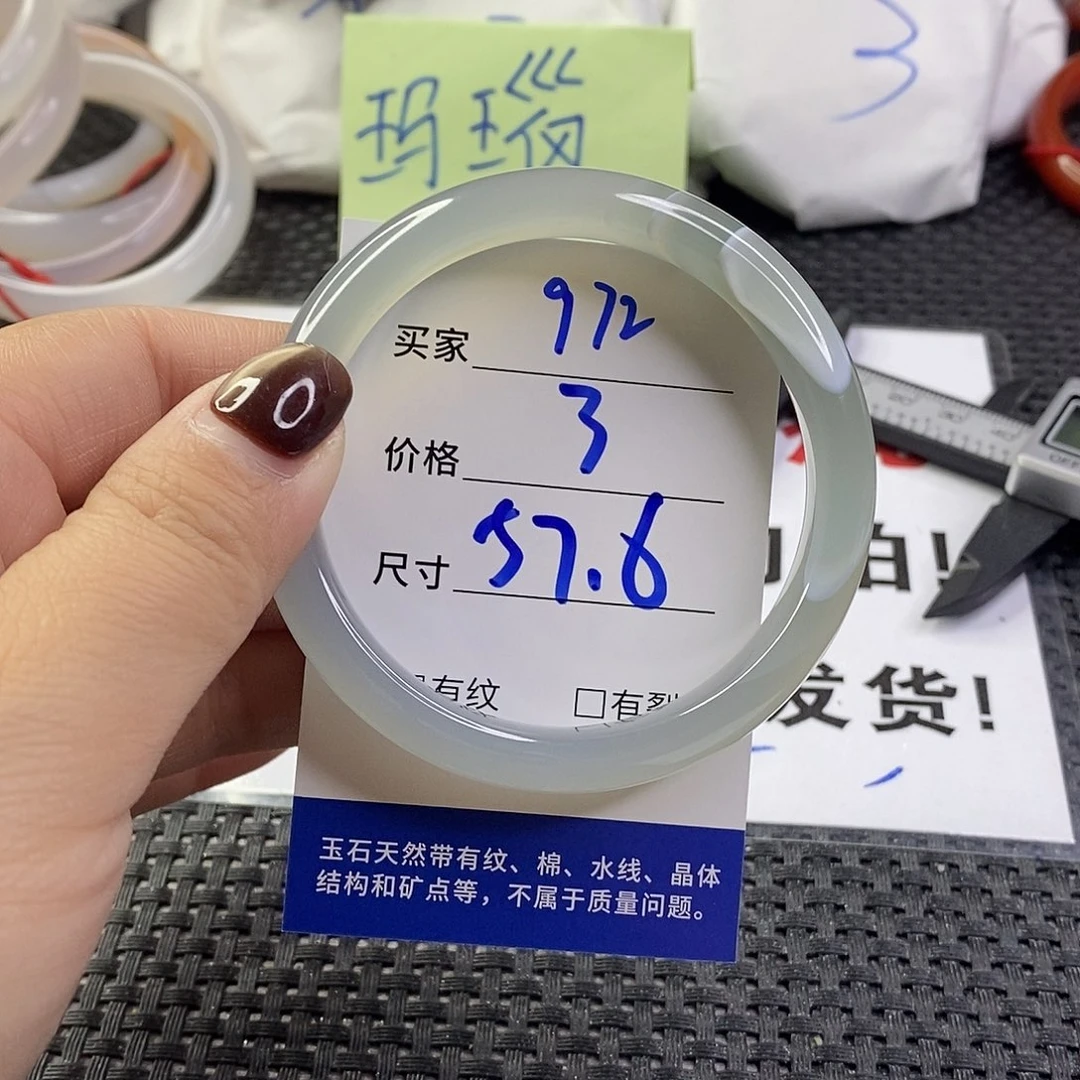 玛瑙
3
买家 972
价格 3
尺寸 57.6
有纹 □有裂
拍!
发货!
玉石天然带有纹、棉、水线、晶体
结构和矿点等，不属于质量问题。